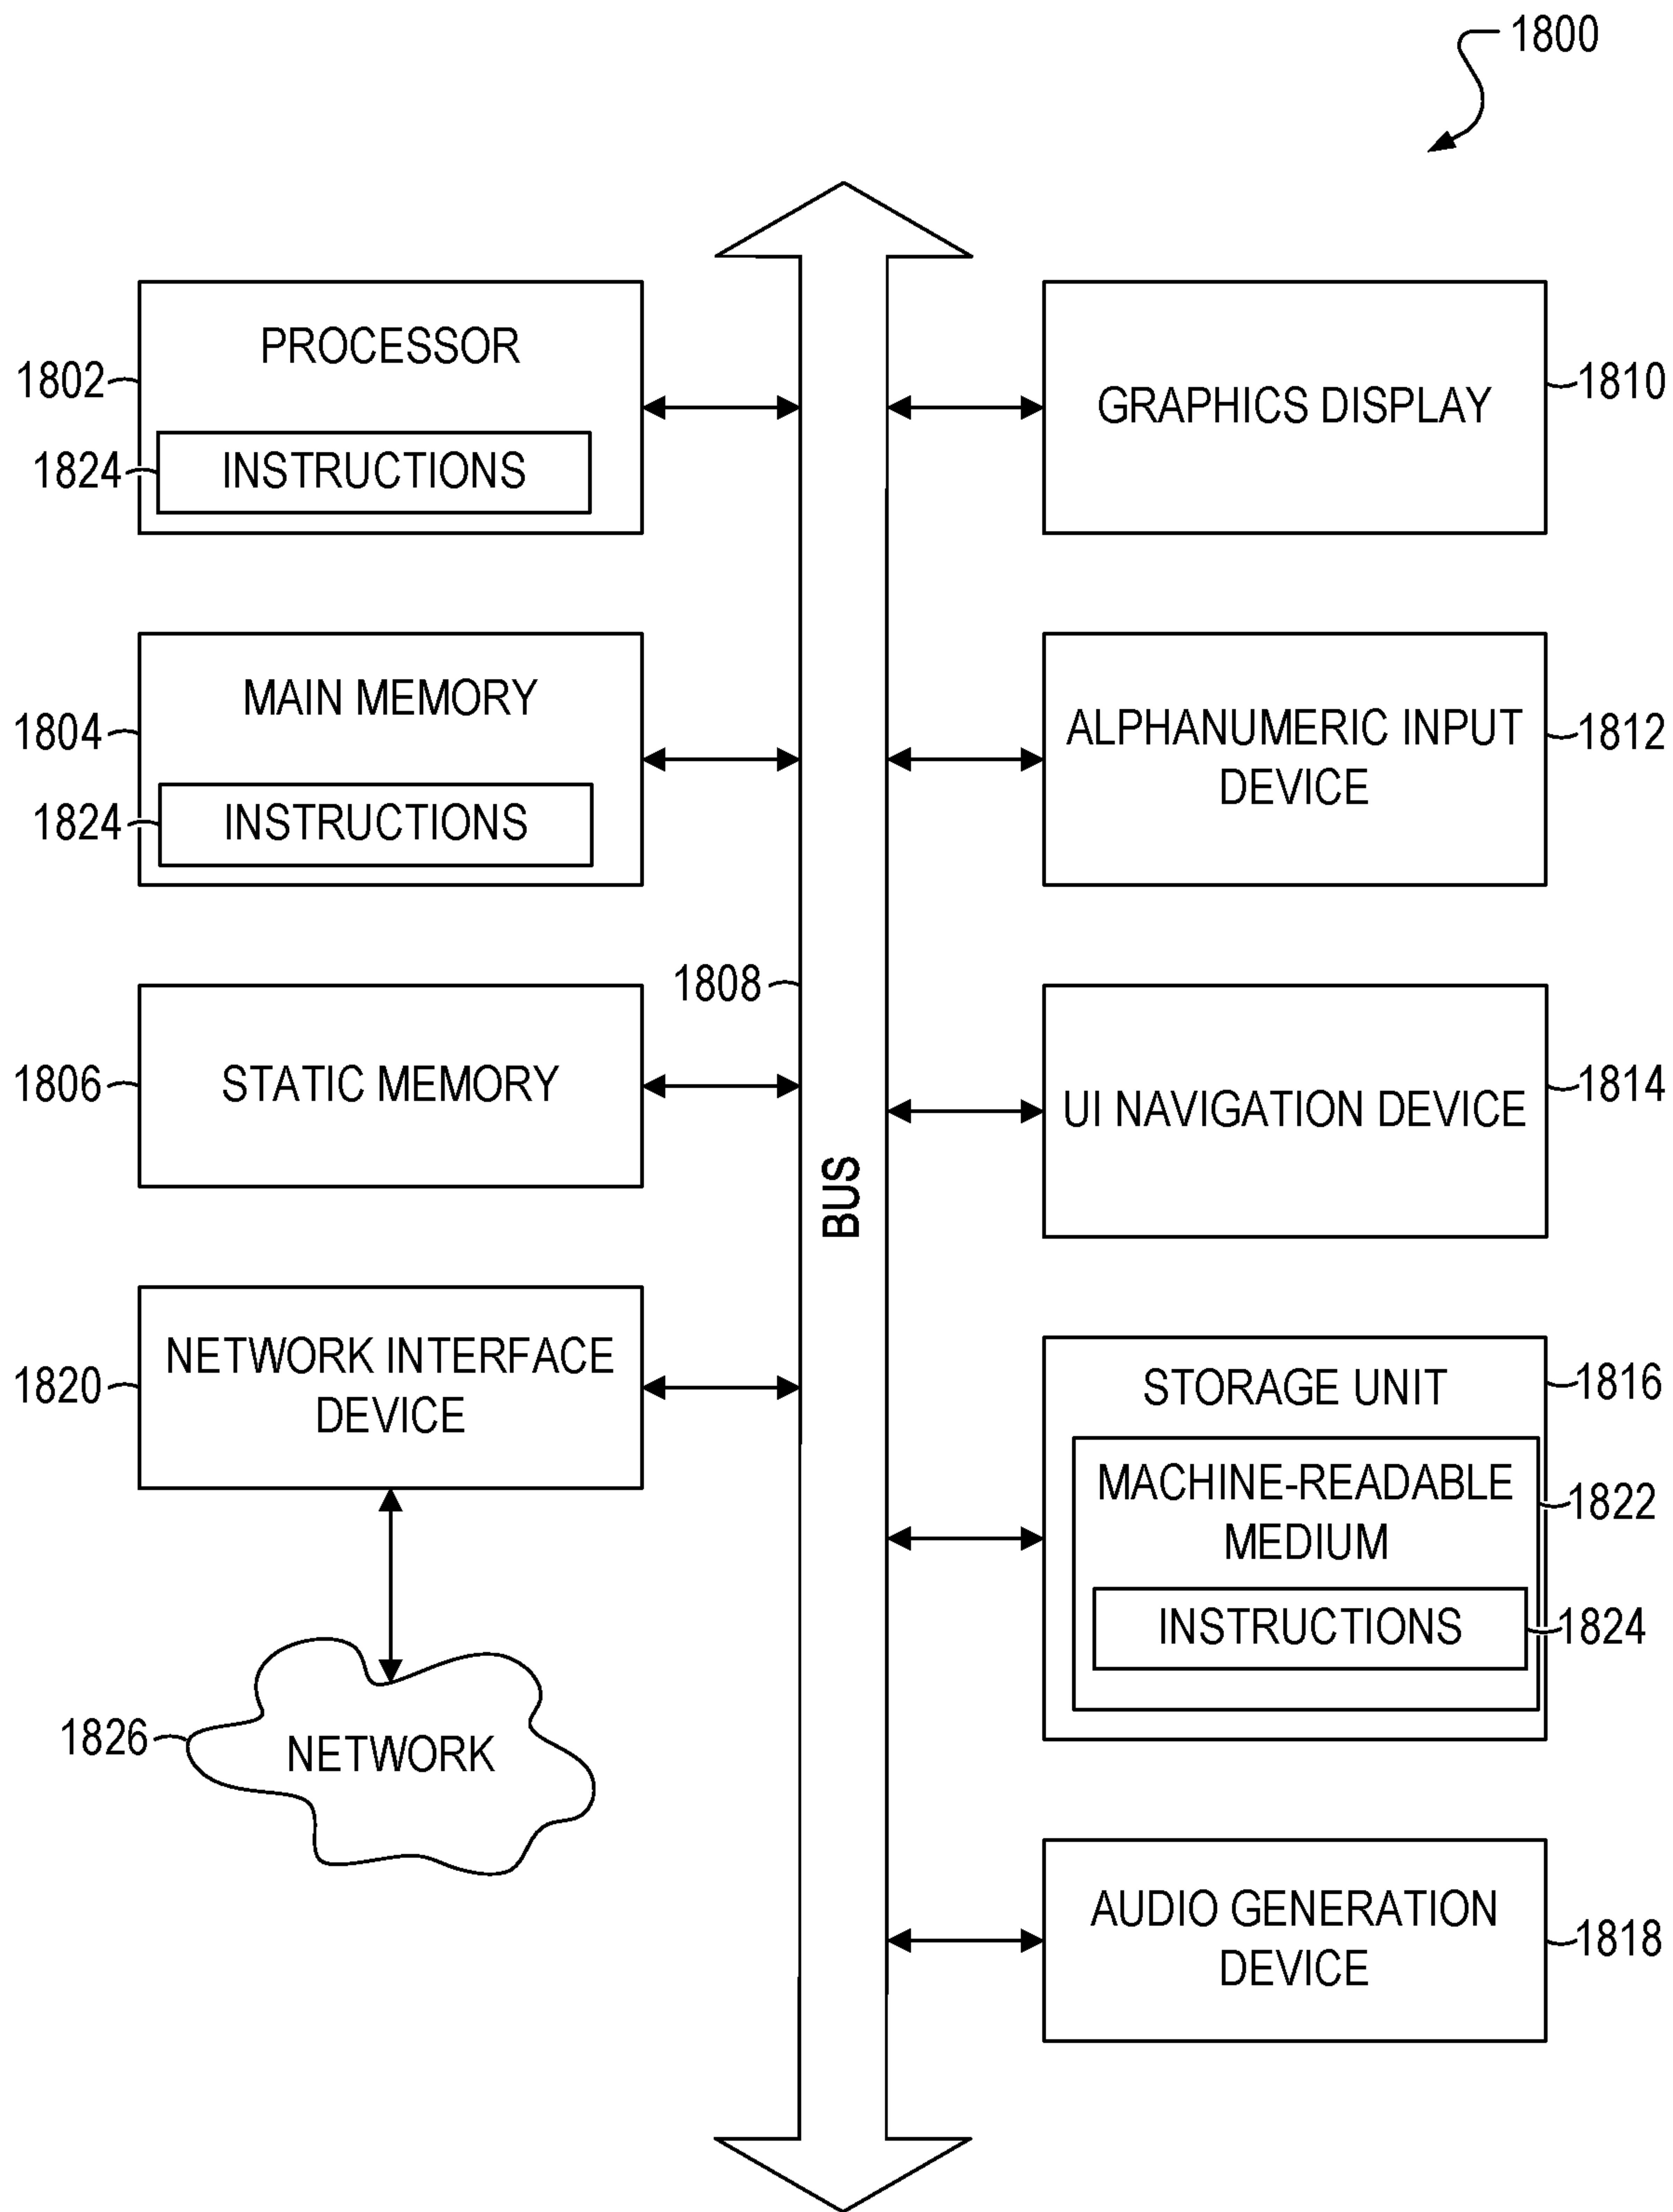 1800
PROCESSOR
1802
1824
INSTRUCTIONS
MAIN MEMORY
1804
1824
INSTRUCTIONS
1806
STATIC MEMORY
1820
NETWORK INTERFACE
DEVICE
1826
NETWORK
1808
BUS
GRAPHICS DISPLAY
1810
ALPHANUMERIC INPUT
DEVICE
1812
UI NAVIGATION DEVICE
1814
STORAGE UNIT
1816
MACHINE-READABLE
MEDIUM
1822
INSTRUCTIONS
1824
AUDIO GENERATION
DEVICE
1818